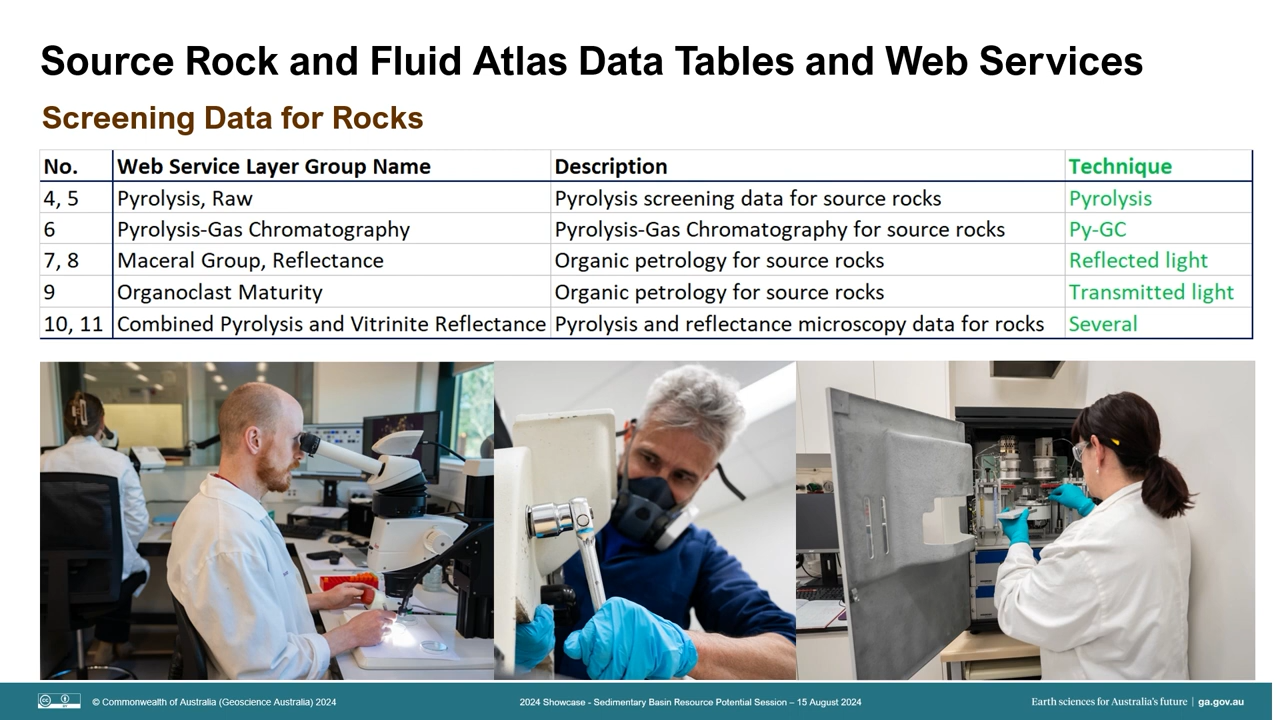 Source Rock and Fluid Atlas Data Tables and Web Services
Screening Data for Rocks
No. Web Service Layer Group Name Description Technique
4, 5 Pyrolysis, Raw Pyrolysis screening data for source rocks Pyrolysis
6 Pyrolysis-Gas Chromatography Pyrolysis-Gas Chromatography for source rocks Py-GC
7, 8 Maceral Group, Reflectance Organic petrology for source rocks Reflected light
9 Organoclast Maturity Organic petrology for source rocks Transmitted light
10, 11 Combined Pyrolysis and Vitrinite Reflectance Pyrolysis and reflectance microscopy data for rocks Several
© Commonwealth of Australia (Geoscience Australia) 2024 2024 Showcase - Sedimentary Basin Resource Potential Session – 15 August 2024 Earth sciences for Australia's future | ga.gov.au